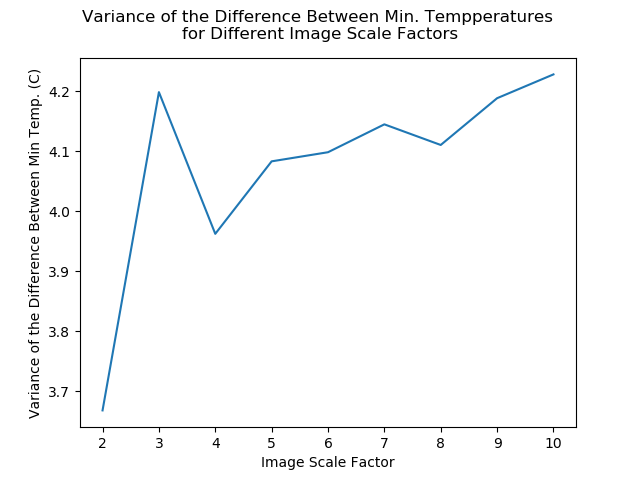 Variance of the Difference Between Min. Tempperatures
for Different Image Scale Factors
Variance of the Difference Between Min Temp. (C)
4.2
4.1
4.0
3.9
3.8
3.7
2 3 4 5 6 7 8 9 10
Image Scale Factor